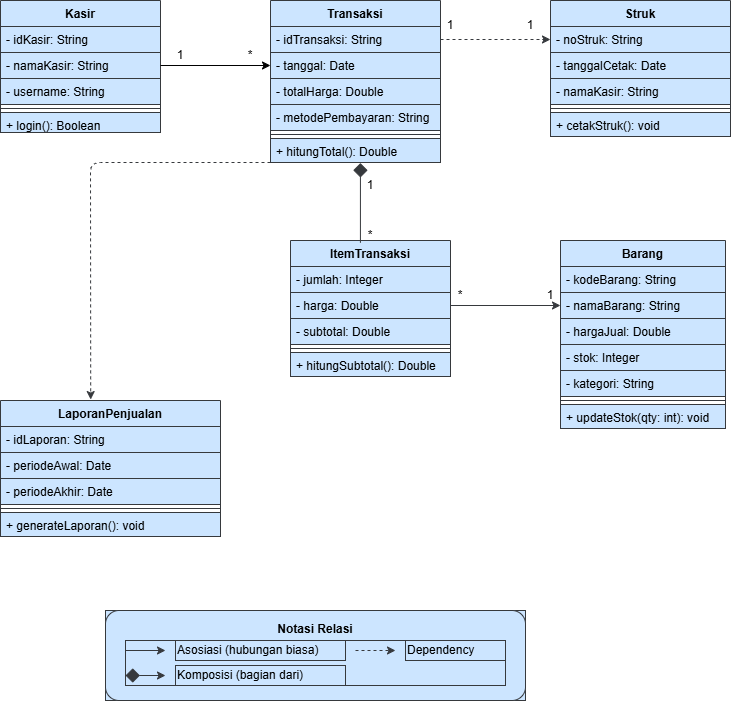 Kasir
- idKasir: String
- namaKasir: String
- username: String
+ login(): Boolean
1
*
Transaksi
- idTransaksi: String
- tanggal: Date
- totalHarga: Double
- metodePembayaran: String
+ hitungTotal(): Double
1
1
Struk
- noStruk: String
- tanggalCetak: Date
- namaKasir: String
+ cetakStruk(): void
1
*
ItemTransaksi
- jumlah: Integer
- harga: Double
- subtotal: Double
+ hitungSubtotal(): Double
*
1
Barang
- kodeBarang: String
- namaBarang: String
- hargaJual: Double
- stok: Integer
- kategori: String
+ updateStok(qty: int): void
LaporanPenjualan
- idLaporan: String
- periodeAwal: Date
- periodeAkhir: Date
+ generateLaporan(): void
Notasi Relasi
Asosiasi (hubungan biasa)
Dependency
Komposisi (bagian dari)